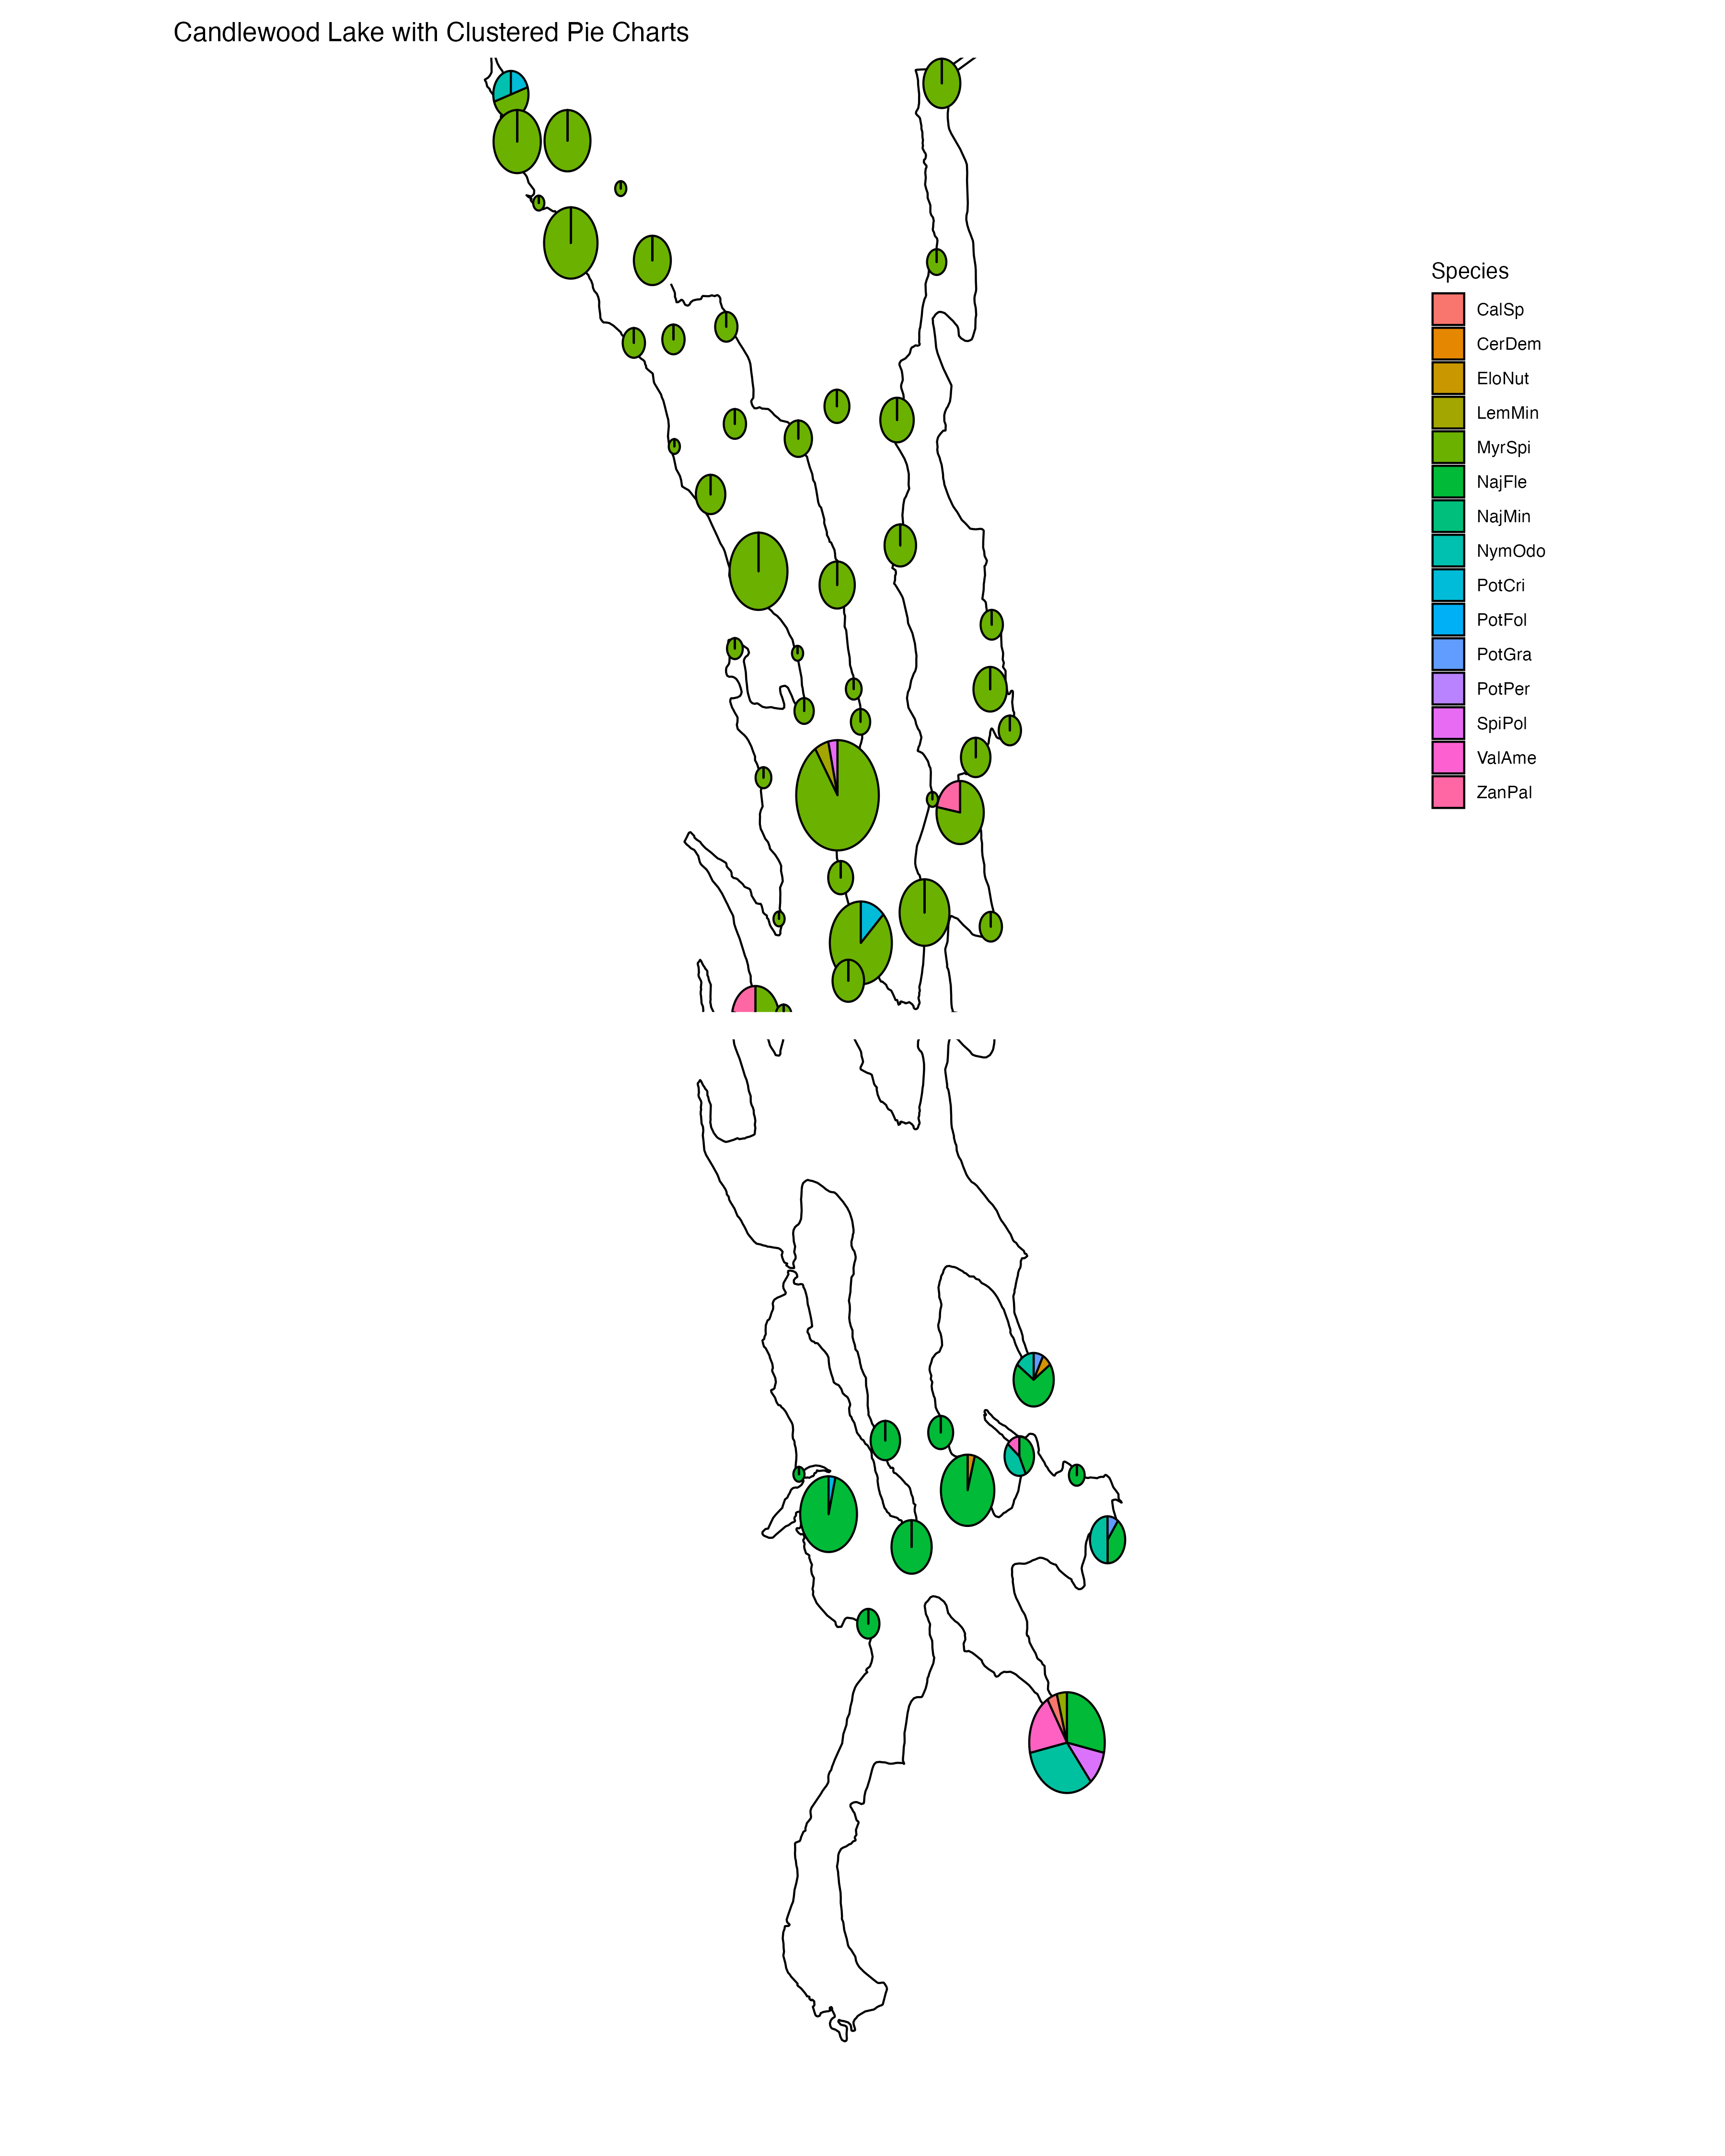 Candlewood Lake with Clustered Pie Charts
Species
CalSp
CerDem
EloNut
LemMin
MyrSpi
NajFle
NajMin
NymOdo
PotCri
PotFol
PotGra
PotPer
SpiPol
ValAme
ZanPal